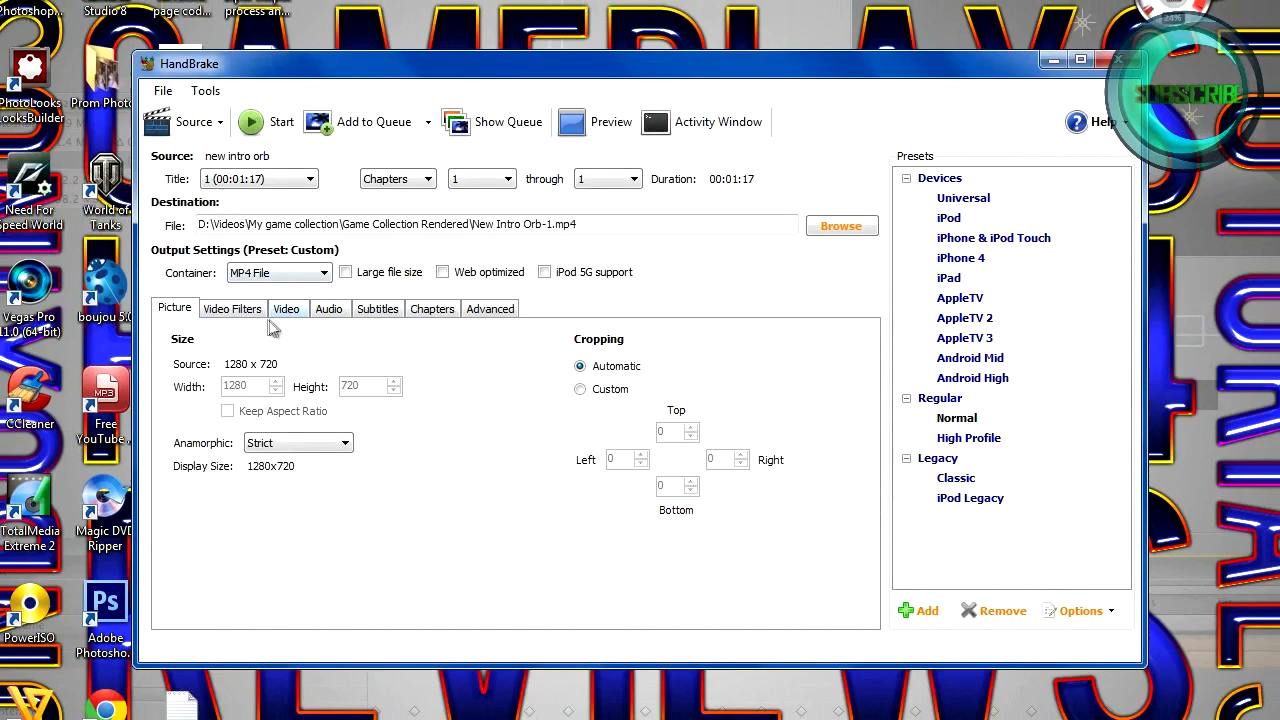 Photoshop...
Studio 8
page cod...
process an...
24%
SUBSCRIBE
HandBrake
File
Tools
Source
Start
Add to Queue
Show Queue
Preview
Activity Window
Help
Source: new intro orb
Title: 1 (00:01:17)
Chapters
1
through
1
Duration: 00:01:17
Destination:
File: D:\Videos\My game collection\Game Collection Rendered\New Intro Orb-1.mp4
Browse
Output Settings (Preset: Custom)
Container: MP4 File
Large file size
Web optimized
iPod 5G support
Picture
Video Filters
Video
Audio
Subtitles
Chapters
Advanced
Size
Source: 1280 x 720
Width: 1280
Height: 720
Keep Aspect Ratio
Anamorphic: Strict
Display Size: 1280x720
Cropping
Automatic
Custom
Top
0
Left 0
0 Right
0
Bottom
Presets
Devices
Universal
iPod
iPhone & iPod Touch
iPhone 4
iPad
AppleTV
AppleTV 2
AppleTV 3
Android Mid
Android High
Regular
Normal
High Profile
Legacy
Classic
iPod Legacy
Add
Remove
Options
PhotoLooks
LooksBuilder
Prom Photo
Need For
Speed World
World of
Tanks
Vegas Pro
11.0 (64-bit)
boujou 5.0
CCleaner
MP3
Free
YouTube ...
TotalMedia
Extreme 2
Magic DVD
Ripper
PowerISO
Ps
Adobe
Photosho...